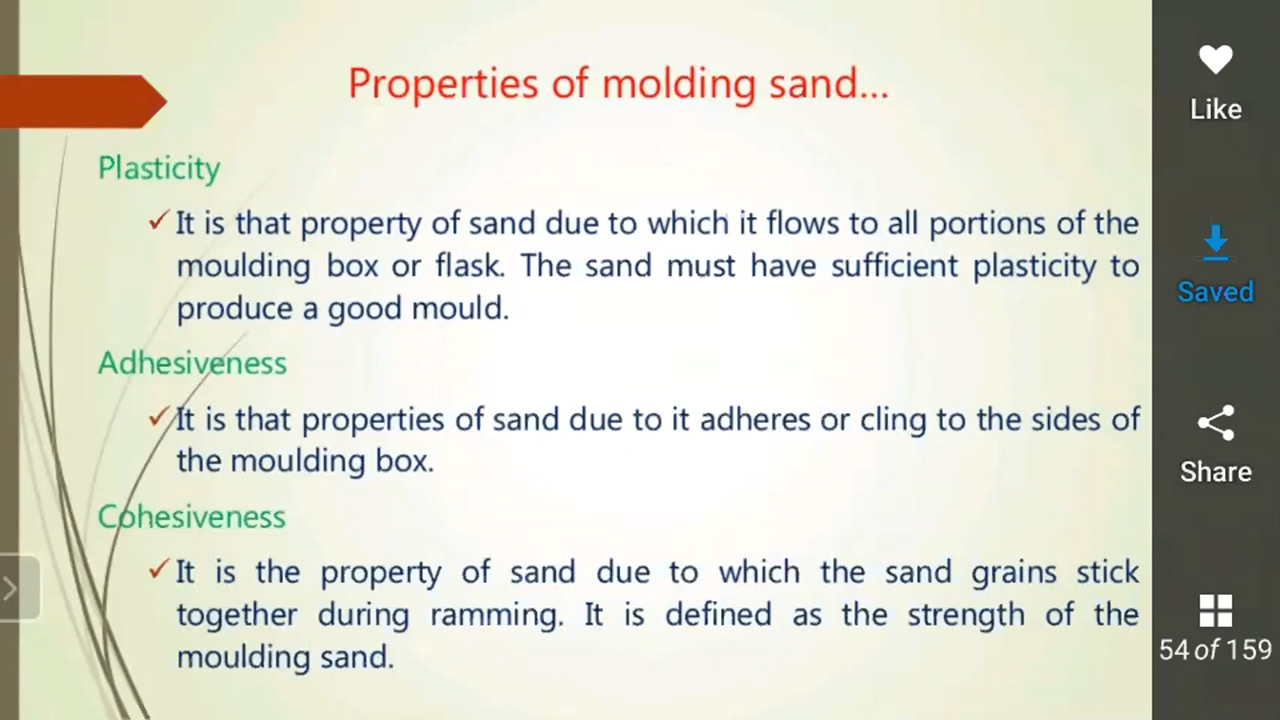 Properties of molding sand...
Plasticity
✓It is that property of sand due to which it flows to all portions of the
moulding box or flask. The sand must have sufficient plasticity to
produce a good mould.
Adhesiveness
✓It is that properties of sand due to it adheres or cling to the sides of
the moulding box.
Cohesiveness
✓It is the property of sand due to which the sand grains stick
together during ramming. It is defined as the strength of the
moulding sand.
Like
Saved
Share
54 of 159